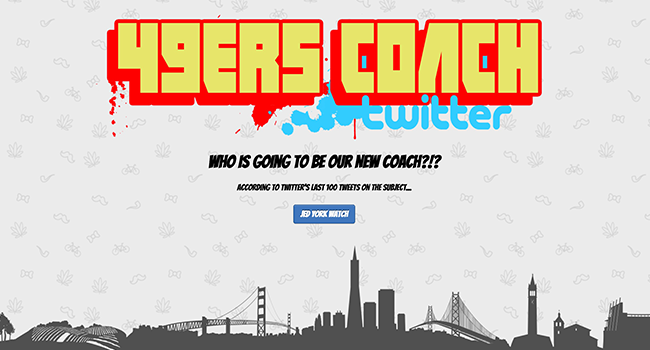 49ERS COACH
twitter
WHO IS GOING TO BE OUR NEW COACH?!?
ACCORDING TO TWITTER'S LAST 100 TWEETS ON THE SUBJECT...
JED YORK WATCH